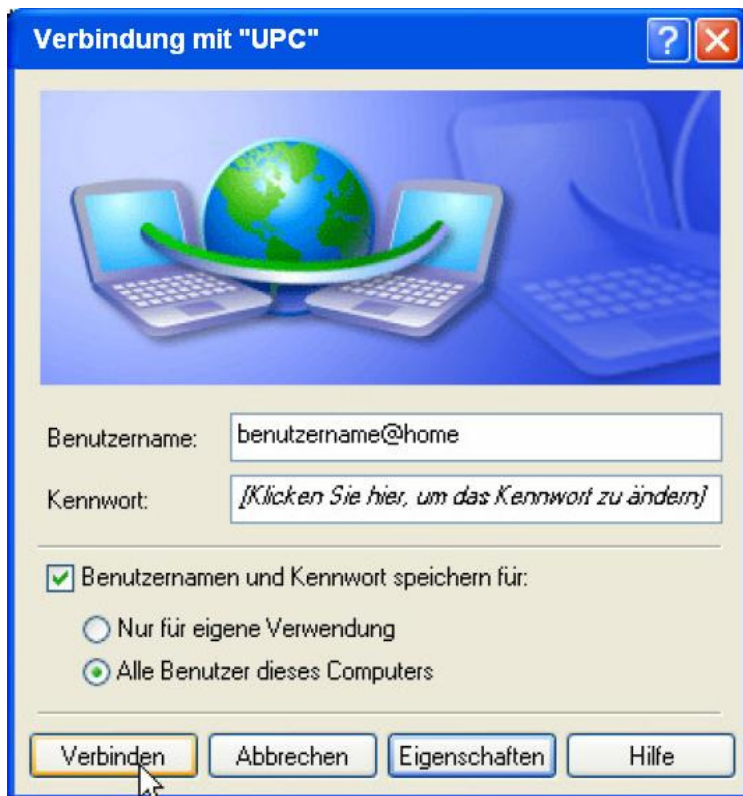 Verbindung mit "UPC"
Benutzername:
benutzername@home
Kennwort:
[Klicken Sie hier, um das Kennwort zu ändern]
Benutzernamen und Kennwort speichern für:
Nur für eigene Verwendung
Alle Benutzer dieses Computers
Verbinden
Abbrechen
Eigenschaften
Hilfe